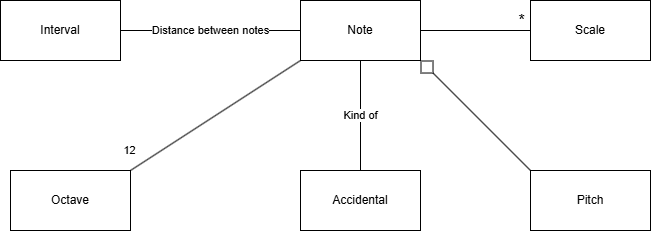 Interval
Distance between notes
Note
*
Scale
Kind of
12
Octave
Accidental
Pitch